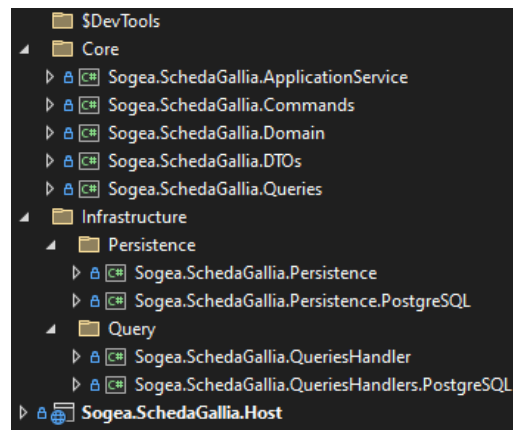 $DevTools
Core
C# Sogea.SchedaGallia.ApplicationService
C# Sogea.SchedaGallia.Commands
C# Sogea.SchedaGallia.Domain
C# Sogea.SchedaGallia.DTOs
C# Sogea.SchedaGallia.Queries
Infrastructure
Persistence
C# Sogea.SchedaGallia.Persistence
C# Sogea.SchedaGallia.Persistence.PostgreSQL
Query
C# Sogea.SchedaGallia.QueriesHandler
C# Sogea.SchedaGallia.QueriesHandlers.PostgreSQL
Sogea.SchedaGallia.Host